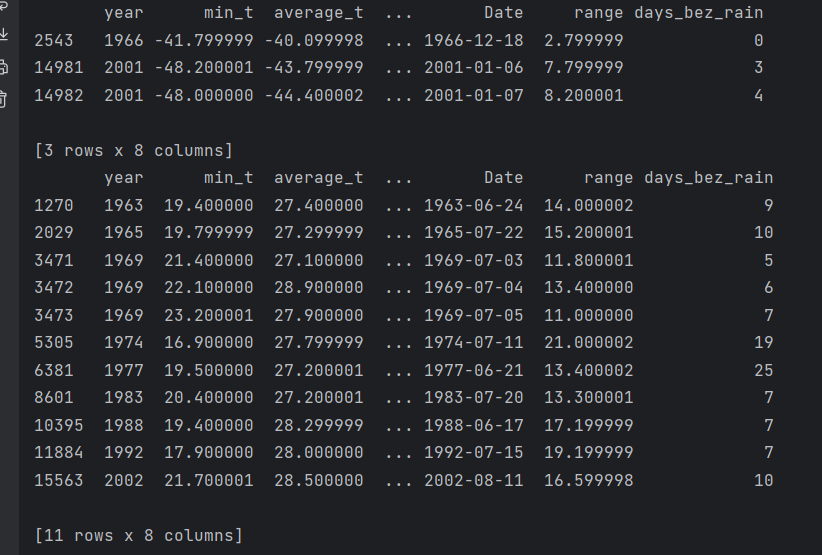 year min_t average_t ... Date range days_bez_rain
2543 1966 -41.799999 -40.099998 ... 1966-12-18 2.799999 0
14981 2001 -48.200001 -43.799999 ... 2001-01-06 7.799999 3
14982 2001 -48.000000 -44.400002 ... 2001-01-07 8.200001 4
[3 rows x 8 columns]
year min_t average_t ... Date range days_bez_rain
1270 1963 19.400000 27.400000 ... 1963-06-24 14.000002 9
2029 1965 19.799999 27.299999 ... 1965-07-22 15.200001 10
3471 1969 21.400000 27.100000 ... 1969-07-03 11.800001 5
3472 1969 22.100000 28.900000 ... 1969-07-04 13.400000 6
3473 1969 23.200001 27.900000 ... 1969-07-05 11.000000 7
5305 1974 16.900000 27.799999 ... 1974-07-11 21.000002 19
6381 1977 19.500000 27.200001 ... 1977-06-21 13.400002 25
8601 1983 20.400000 27.200001 ... 1983-07-20 13.300001 7
10395 1988 19.400000 28.299999 ... 1988-06-17 17.199999 7
11884 1992 17.900000 28.000000 ... 1992-07-15 19.199999 7
15563 2002 21.700001 28.500000 ... 2002-08-11 16.599998 10
[11 rows x 8 columns]